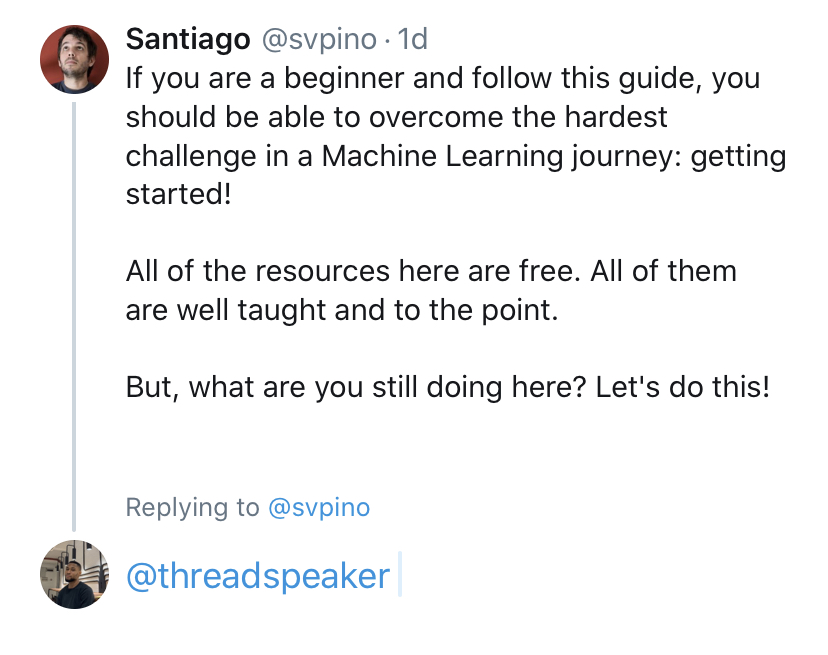 Santiago @svpino · 1d
If you are a beginner and follow this guide, you
should be able to overcome the hardest
challenge in a Machine Learning journey: getting
started!
All of the resources here are free. All of them
are well taught and to the point.
But, what are you still doing here? Let's do this!
Replying to @svpino
@threadspeaker